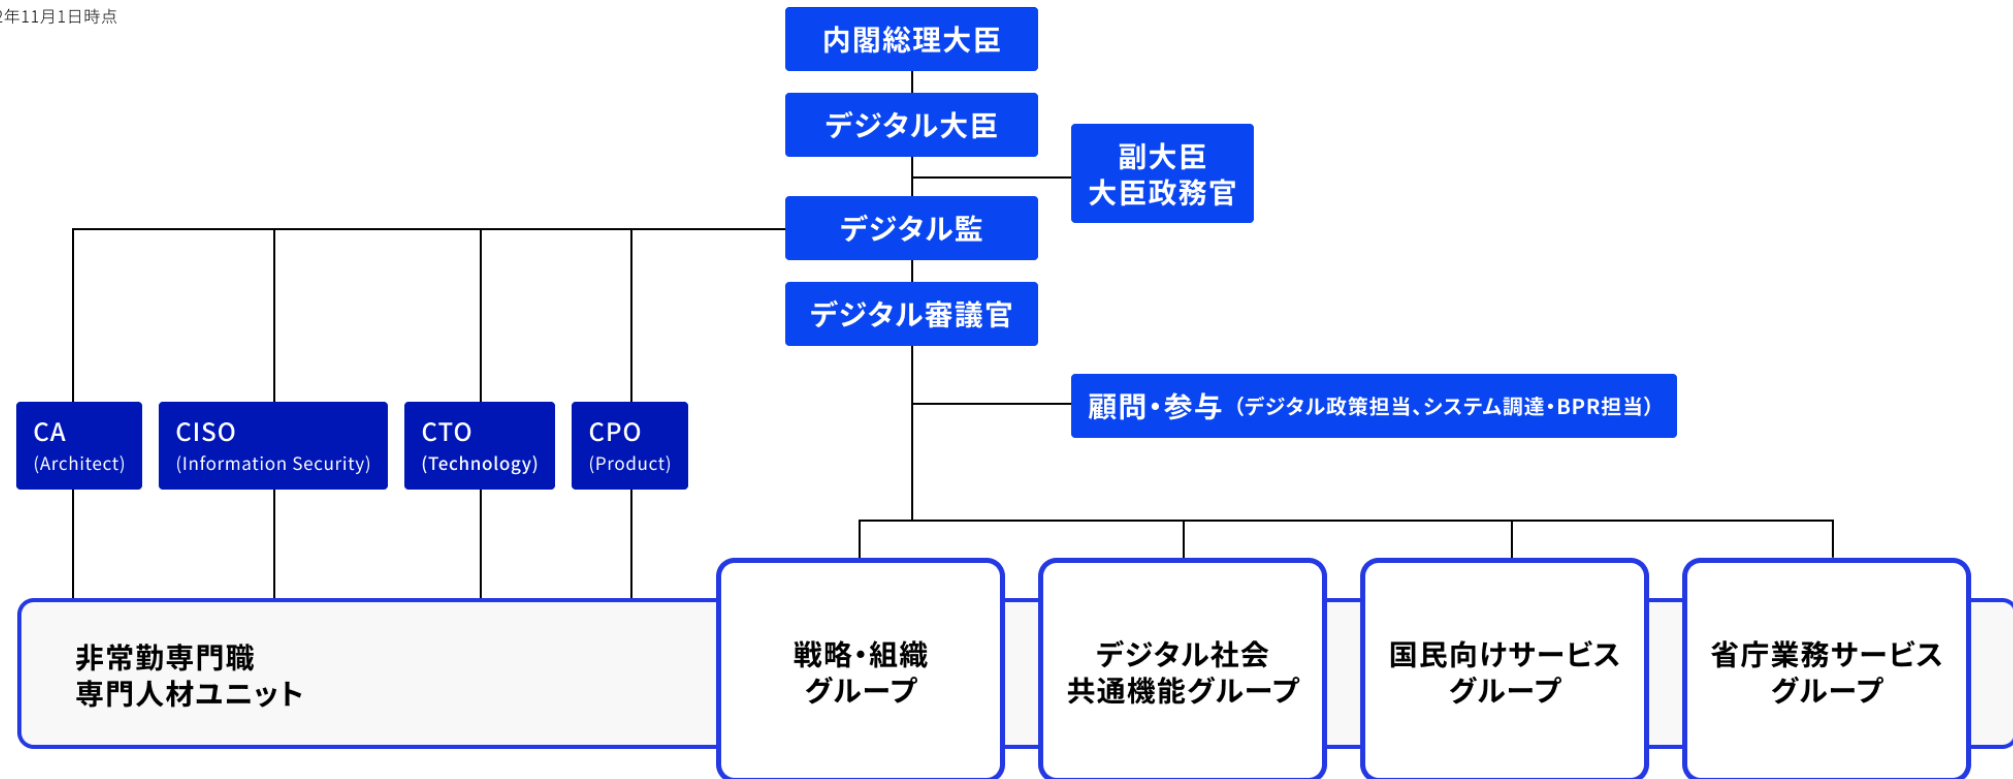 2年11月1日時点
内閣総理大臣
デジタル大臣
副大臣
大臣政務官
デジタル監
デジタル審議官
顧問・参与（デジタル政策担当、システム調達・BPR担当）
CA
(Architect)
CISO
(Information Security)
CTO
(Technology)
CPO
(Product)
非常勤専門職
専門人材ユニット
戦略・組織
グループ
デジタル社会
共通機能グループ
国民向けサービス
グループ
省庁業務サービス
グループ